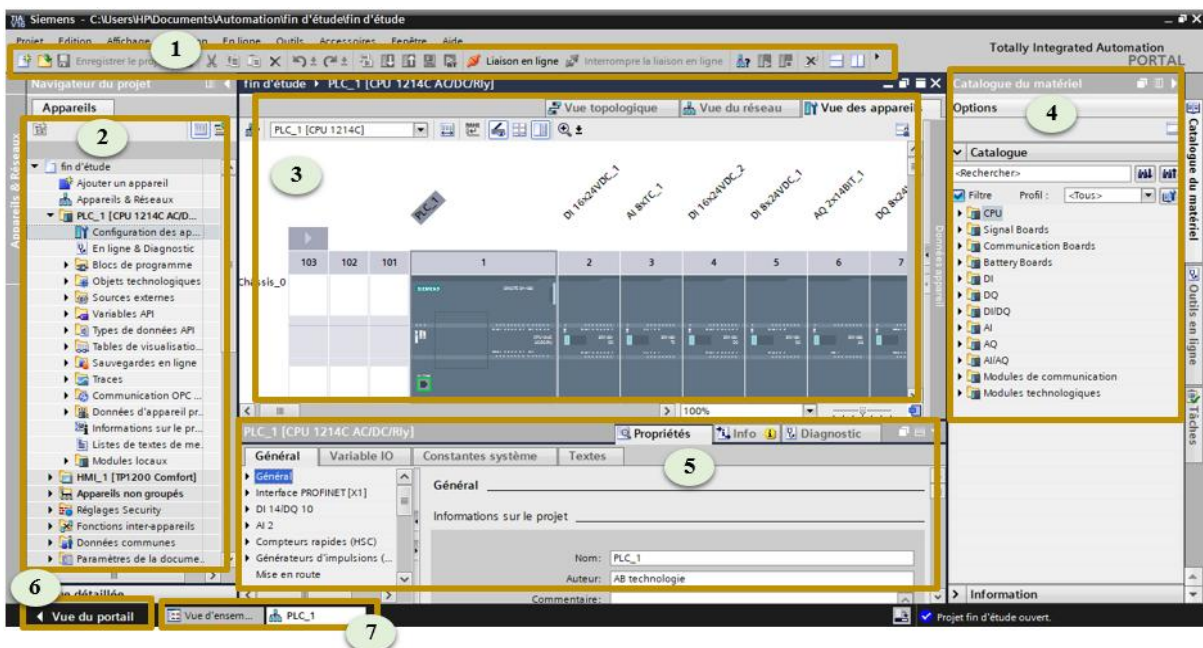 Siemens - C:\Users\HP\Documents\Automation\fin d'étude\fin d'étude
Projet Edition Affichage En ligne Outils Accessoires Fenêtre Aide
1
Enregistrer le
Liaison en ligne
Interrompre la liaison en ligne
Totally Integrated Automation
PORTAL
Navigateur du projet
Appareils
2
Appareils & Réseaux
fin d'étude
Ajouter un appareil
Appareils & Réseaux
PLC_1 [CPU 1214C AC/D...
Configuration des ap...
En ligne & Diagnostic
Blocs de programme
Objets technologiques
Sources externes
Variables API
Types de données API
Tables de visualisatio...
Sauvegardes en ligne
Traces
Communication OPC ...
Données d'appareil pr...
Informations sur le pr...
Listes de textes de me...
Modules locaux
HMI_1 [TP1200 Comfort]
Appareils non groupés
Réglages Security
Fonctions inter-appareils
Données communes
Paramètres de la docume...
détaillée
fin d'étude PLC_1 [CPU 1214C AC/DC/Rly]
Vue topologique
Vue du réseau
Vue des appareils
PLC_1 [CPU 1214C]
3
PLC_1
DI 16x24VDC_1
AI 8xTC_1
DI 16x24VDC_2
DI 8x24VDC_1
AQ 2x14BIT_1
DQ 8x24
103 102 101 1 2 3 4 5 6 7
Chassis_0
SIEMENS
Données appareil
100%
PLC_1 [CPU 1214C AC/DC/Rly]
Propriétés
Info
Diagnostic
Général
Variable IO
Constantes système
Textes
5
Général
Interface PROFINET [X1]
DI 14/DQ 10
AI 2
Compteurs rapides (HSC)
Générateurs d'impulsions (...
Mise en route
Général
Informations sur le projet
Nom: PLC_1
Auteur: AB technologie
Commentaire:
Catalogue du matériel
Options
4
Catalogue
<Rechercher>
Filtre Profil : <Tous>
CPU
Signal Boards
Communication Boards
Battery Boards
DI
DQ
DI/DQ
AI
AQ
AI/AQ
Modules de communication
Modules technologiques
Information
Catalogue du matériel
Outils en ligne
Tâches
6
Vue du portail
Vue d'ensem...
PLC_1
7
Projet fin d'étude ouvert.